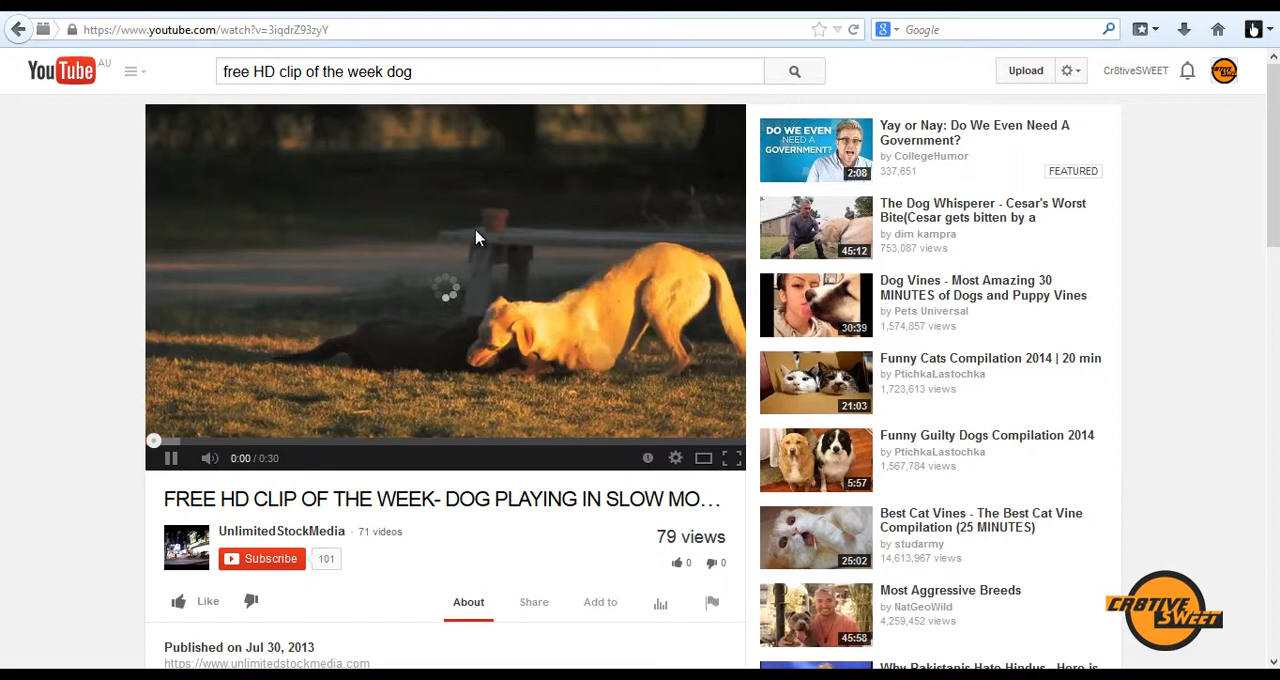 https://www.youtube.com/watch?v=3iqdrZ93zyY
Google
YouTube AU
free HD clip of the week dog
Upload
Cr8tiveSWEET
0:00 / 0:30
FREE HD CLIP OF THE WEEK- DOG PLAYING IN SLOW MO...
UnlimitedStockMedia · 71 videos
Subscribe 101
79 views
0 0
Like
About Share Add to
Published on Jul 30, 2013
https://www.unlimitedstockmedia.com
DO WE EVEN
NEED A
GOVERNMENT?
2:08
Yay or Nay: Do We Even Need A
Government?
by CollegeHumor
337,651
FEATURED
45:12
The Dog Whisperer - Cesar's Worst
Bite(Cesar gets bitten by a
by dim kampra
753,087 views
30:39
Dog Vines - Most Amazing 30
MINUTES of Dogs and Puppy Vines
by Pets Universal
1,574,857 views
21:03
Funny Cats Compilation 2014 | 20 min
by PtichkaLastochka
1,723,613 views
5:57
Funny Guilty Dogs Compilation 2014
by PtichkaLastochka
1,567,784 views
25:02
Best Cat Vines - The Best Cat Vine
Compilation (25 MINUTES)
by studarmy
14,613,967 views
45:58
Most Aggressive Breeds
by NatGeoWild
4,259,452 views
Why Pakistanis Hate Hindus - Here is
CR8TIVE
SWEET